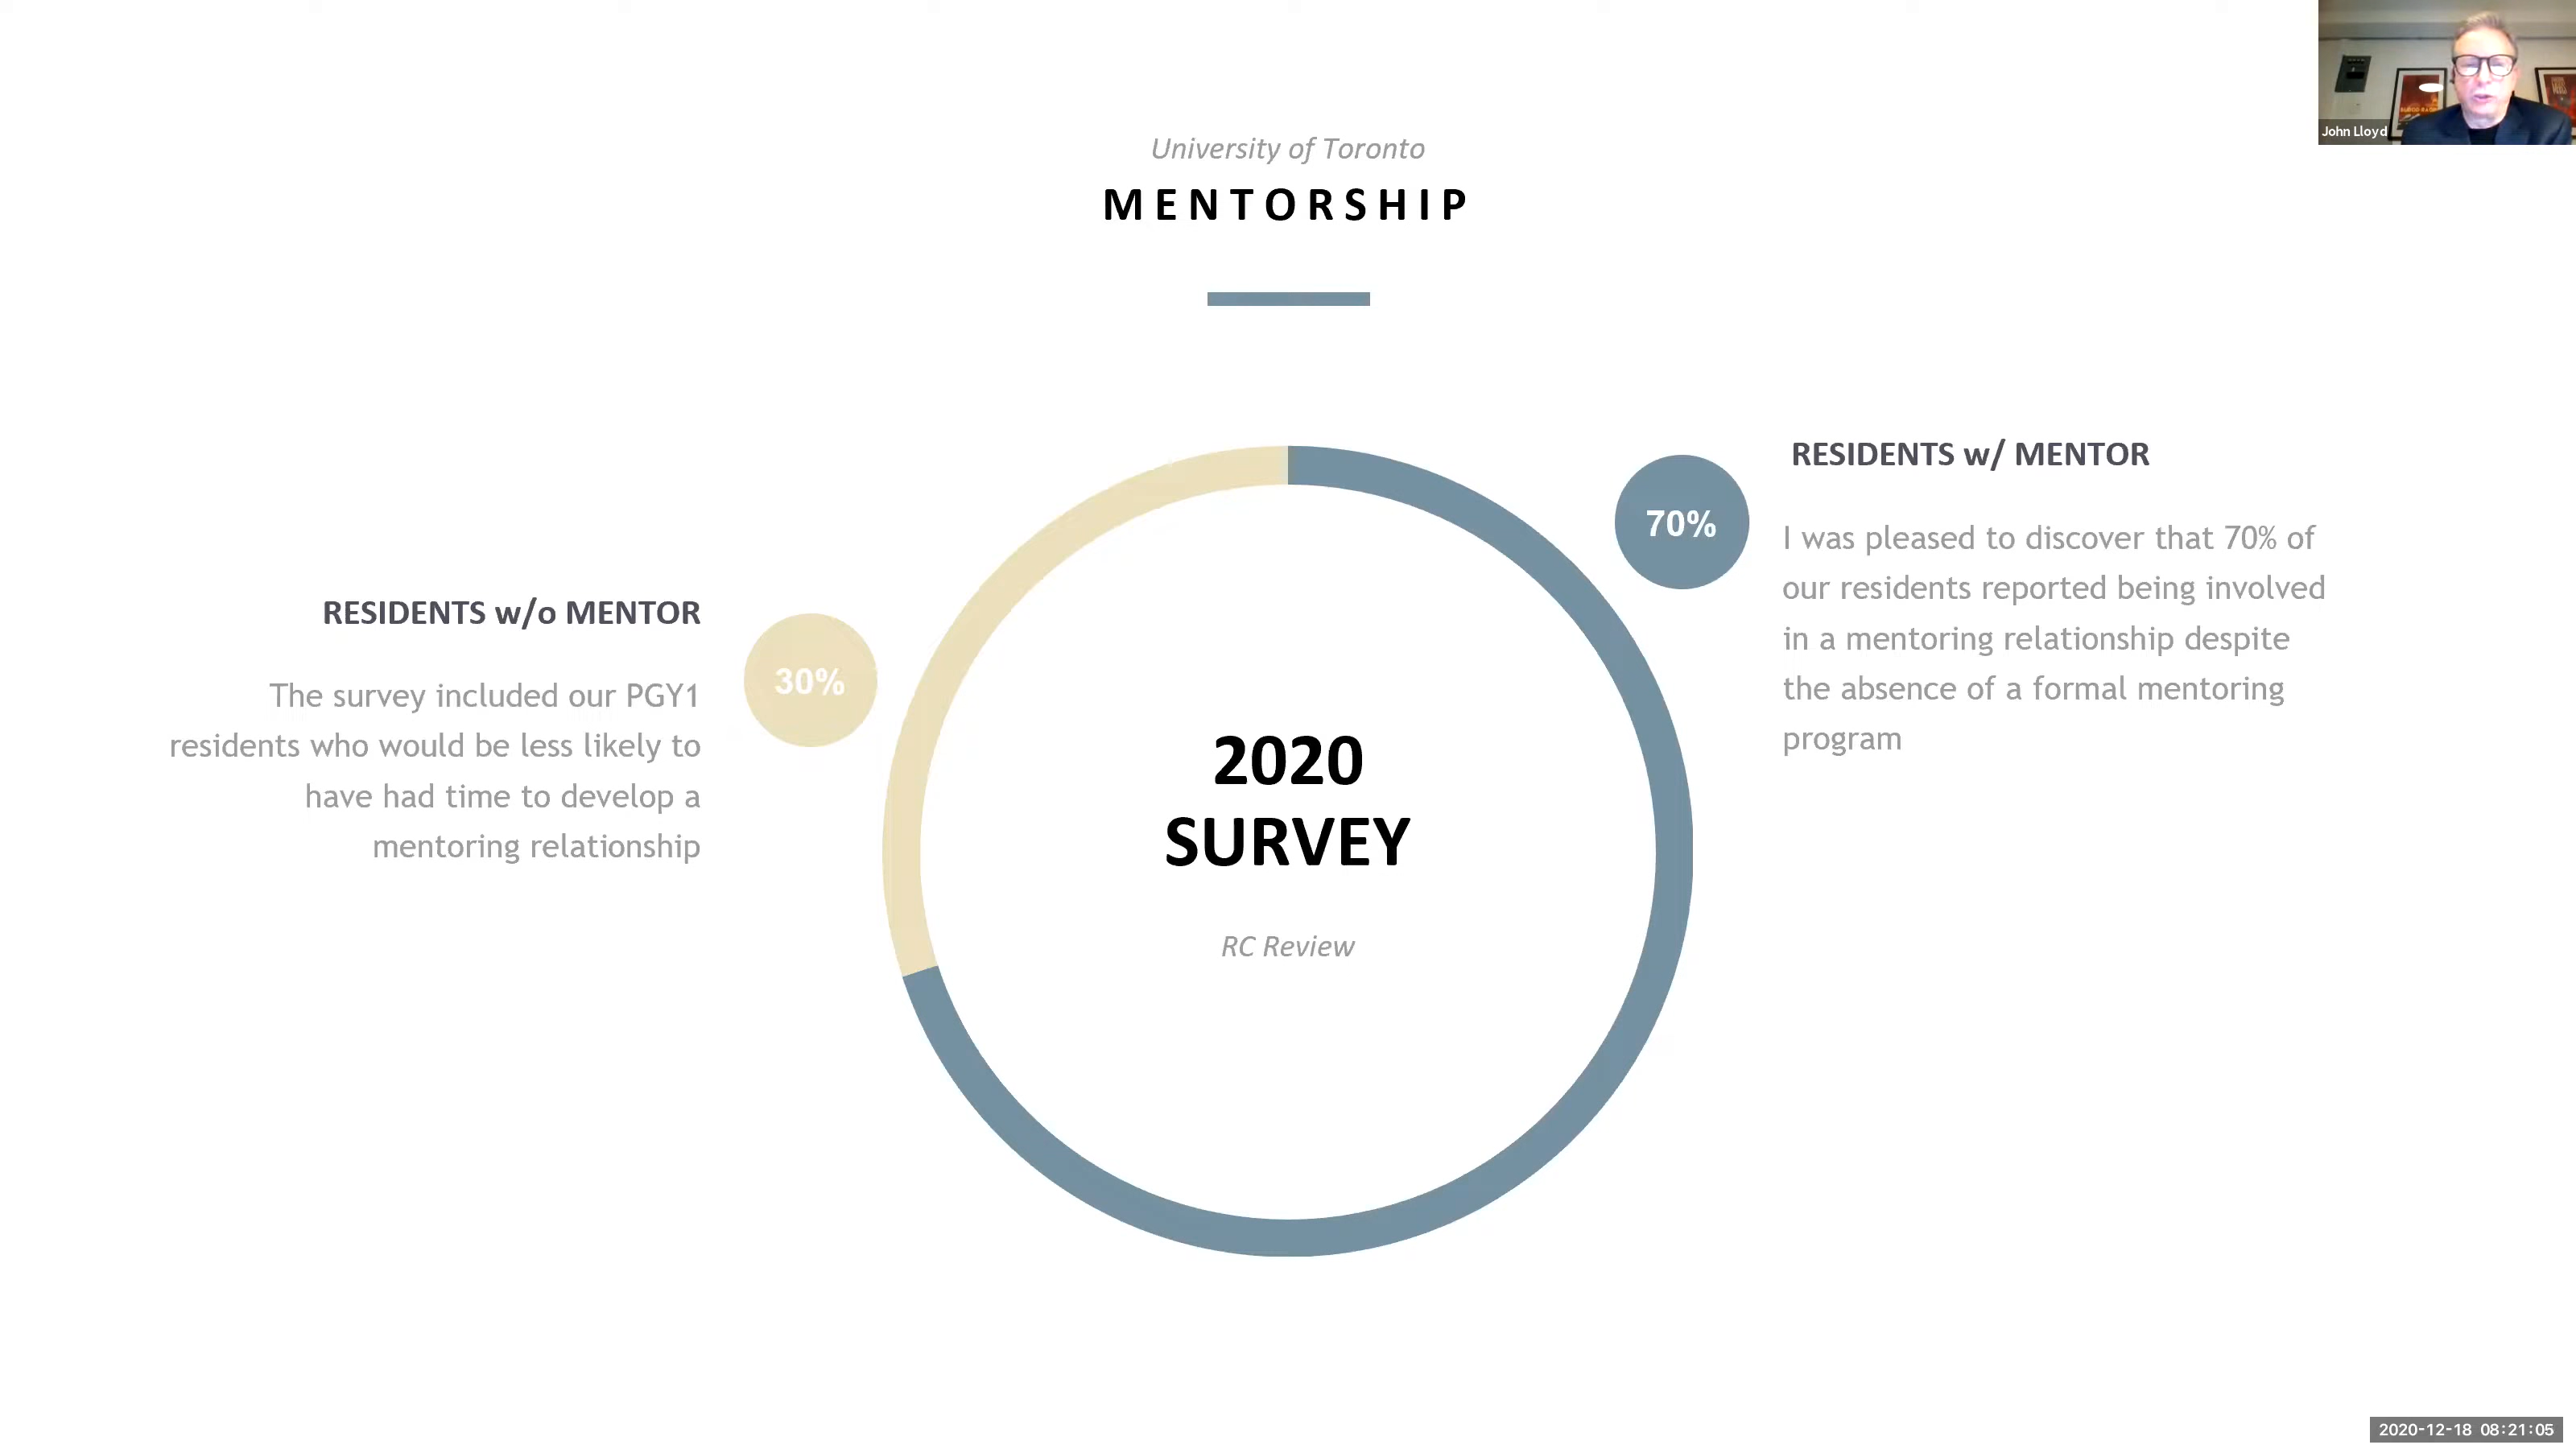 John Lloyd
University of Toronto
MENTORSHIP
RESIDENTS w/ MENTOR
70%
I was pleased to discover that 70% of
our residents reported being involved
in a mentoring relationship despite
the absence of a formal mentoring
program
RESIDENTS w/o MENTOR
30%
The survey included our PGY1
residents who would be less likely to
have had time to develop a
mentoring relationship
2020
SURVEY
RC Review
2020-12-18 08:21:05